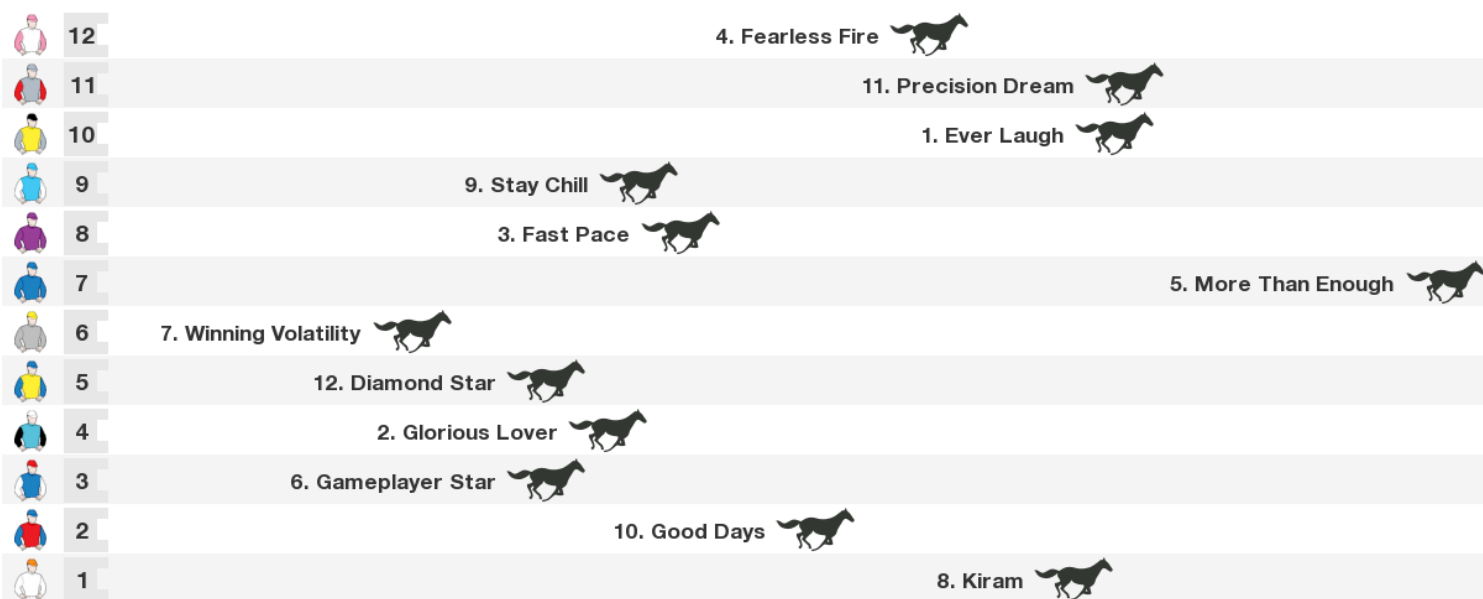 12 4. Fearless Fire
11 11. Precision Dream
10 1. Ever Laugh
9 9. Stay Chill
8 3. Fast Pace
7 5. More Than Enough
6 7. Winning Volatility
5 12. Diamond Star
4 2. Glorious Lover
3 6. Gameplayer Star
2 10. Good Days
1 8. Kiram